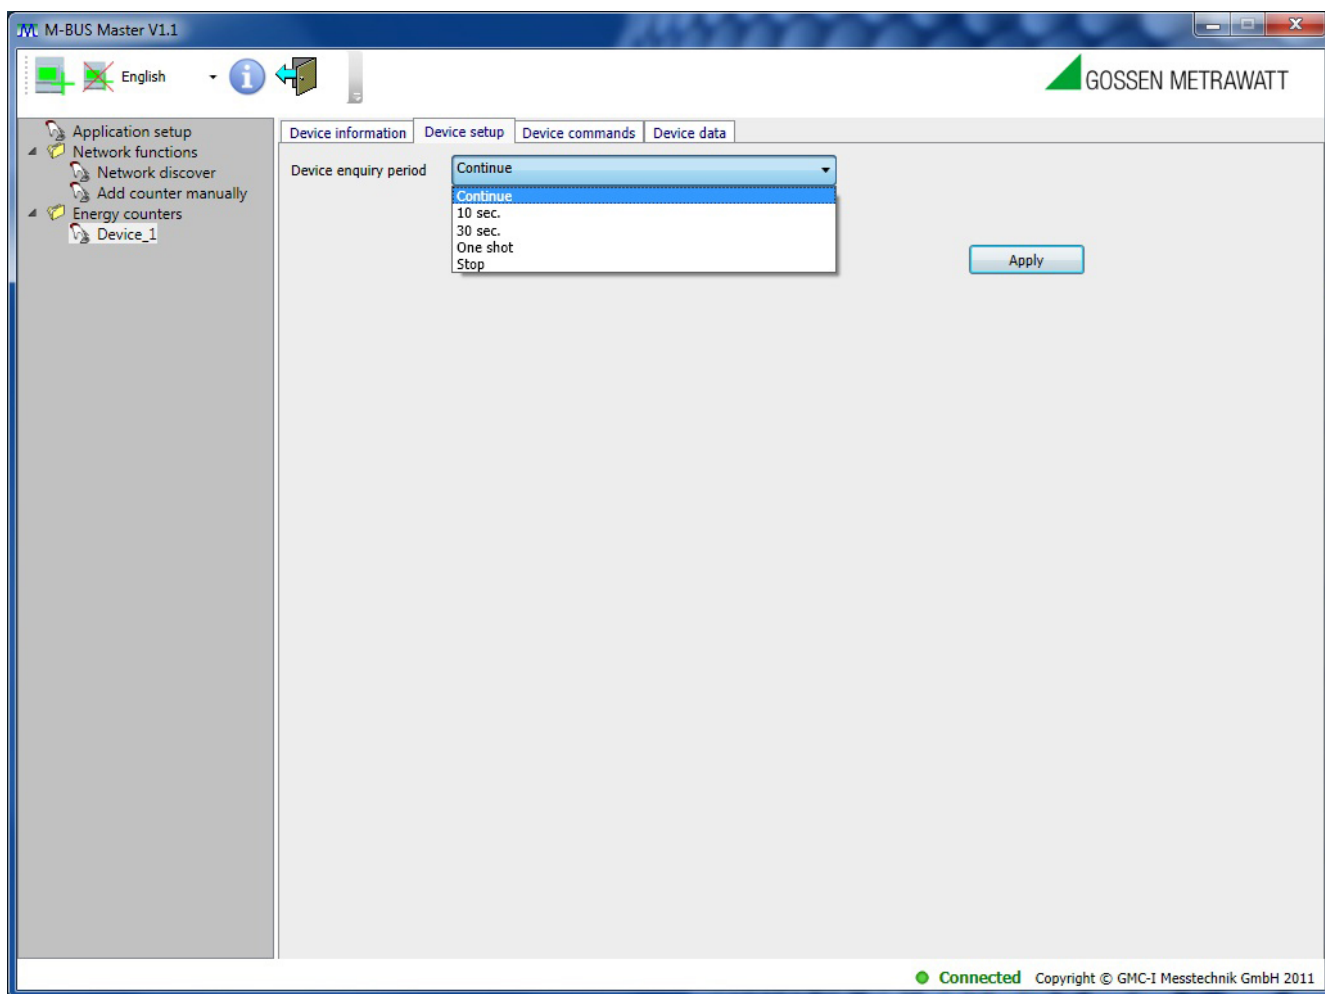 M-BUS Master V1.1
English
GOSSEN METRAWATT
Application setup
Network functions
Network discover
Add counter manually
Energy counters
Device_1
Device information
Device setup
Device commands
Device data
Device enquiry period
Continue
Continue
10 sec.
30 sec.
One shot
Stop
Apply
Connected
Copyright © GMC-I Messtechnik GmbH 2011